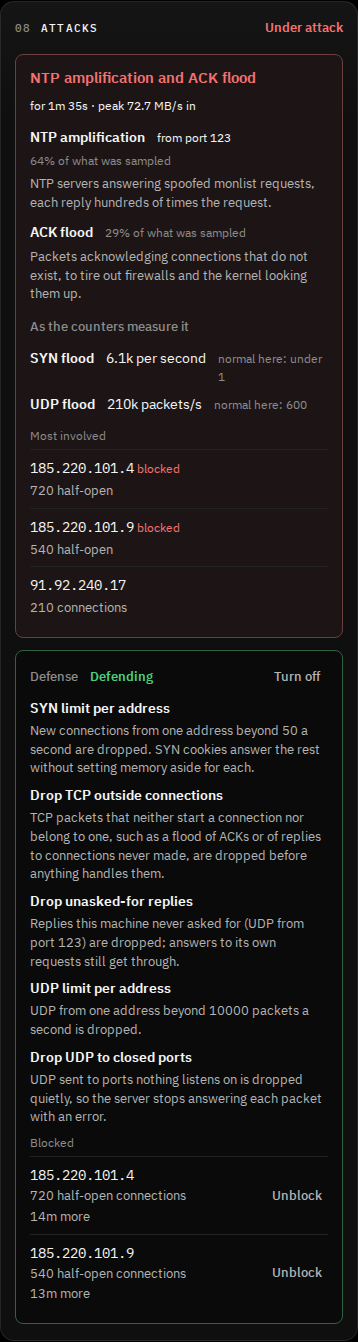 08 ATTACKS Under attack
NTP amplification and ACK flood
for 1m 35s · peak 72.7 MB/s in
NTP amplification from port 123
64% of what was sampled
NTP servers answering spoofed monlist requests,
each reply hundreds of times the request.
ACK flood 29% of what was sampled
Packets acknowledging connections that do not
exist, to tire out firewalls and the kernel looking
them up.
As the counters measure it
SYN flood 6.1k per second normal here: under
1
UDP flood 210k packets/s normal here: 600
Most involved
185.220.101.4 blocked
720 half-open
185.220.101.9 blocked
540 half-open
91.92.240.17
210 connections
Defense Defending Turn off
SYN limit per address
New connections from one address beyond 50 a
second are dropped. SYN cookies answer the rest
without setting memory aside for each.
Drop TCP outside connections
TCP packets that neither start a connection nor
belong to one, such as a flood of ACKs or of replies
to connections never made, are dropped before
anything handles them.
Drop unasked-for replies
Replies this machine never asked for (UDP from
port 123) are dropped; answers to its own
requests still get through.
UDP limit per address
UDP from one address beyond 10000 packets a
second is dropped.
Drop UDP to closed ports
UDP sent to ports nothing listens on is dropped
quietly, so the server stops answering each packet
with an error.
Blocked
185.220.101.4
720 half-open connections Unblock
14m more
185.220.101.9
540 half-open connections Unblock
13m more